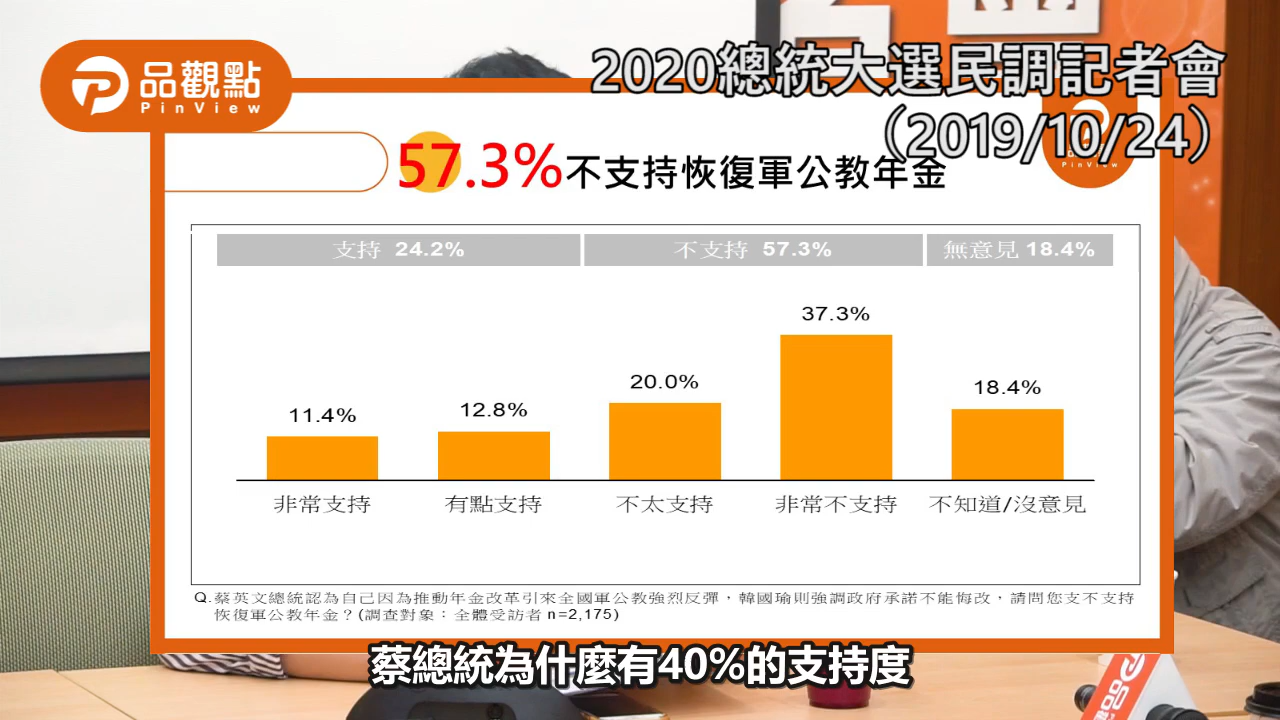 品觀點
PinView
2020總統大選民調記者會
（2019/10/24）
PinView
57.3%不支持恢復軍公教年金
支持 24.2%
不支持 57.3%
無意見 18.4%
11.4%
12.8%
20.0%
37.3%
18.4%
非常支持
有點支持
不太支持
非常不支持
不知道/沒意見
Q.蔡英文總統認為自己因為推動年金改革引來全國軍公教強烈反彈，韓國瑜則強調政府承諾不能悔改，請問您支不支持
恢復軍公教年金？(調查對象：全體受訪者 n=2,175)
蔡總統為什麼有40%的支持度